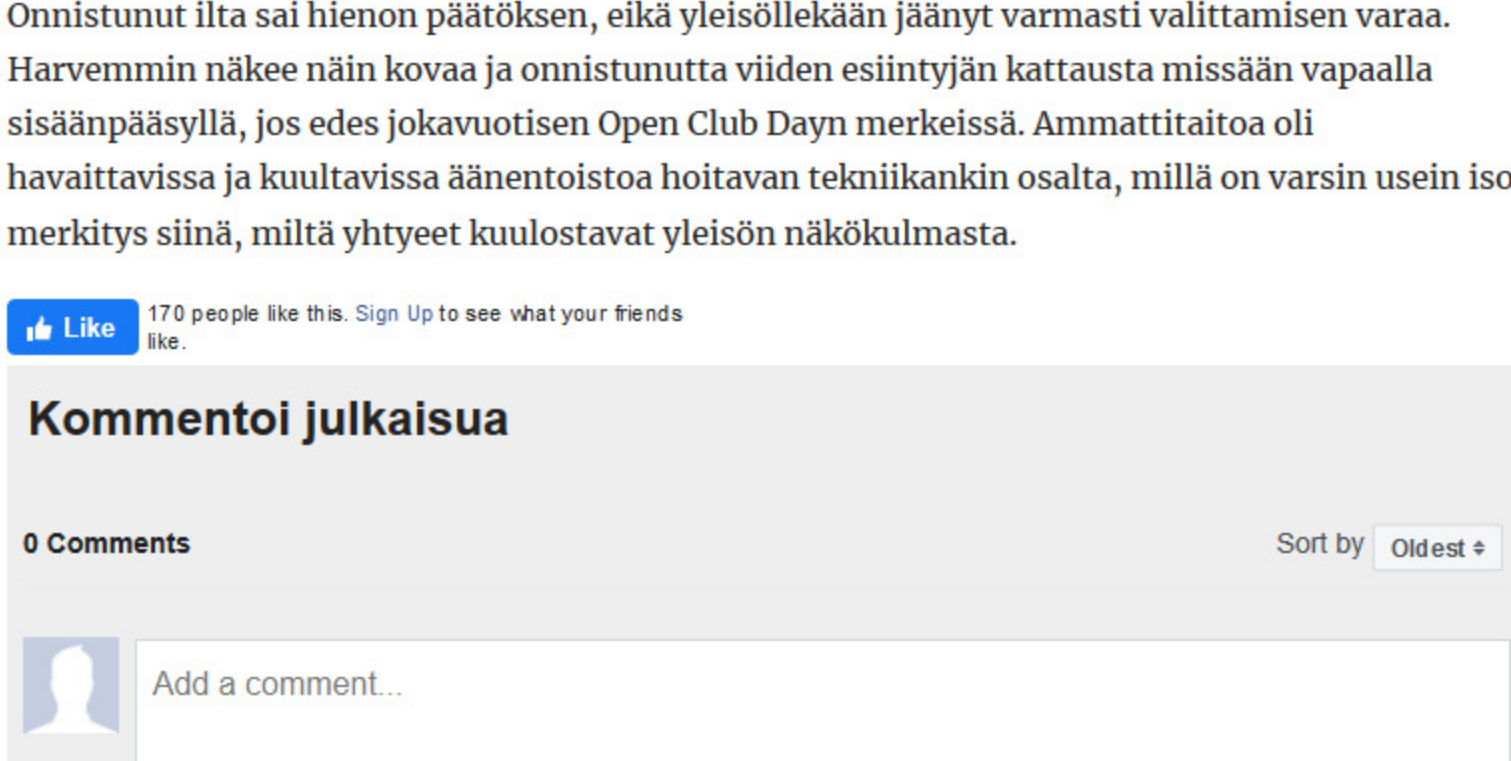 Onnistunut ilta sai hienon päätöksen, eikä yleisöllekään jäänyt varmasti valittamisen varaa.
Harvemmin näkee näin kovaa ja onnistunutta viiden esiintyjän kattausta missään vapaalla
sisäänpääsyllä, jos edes jokavuotisen Open Club Dayn merkeissä. Ammattitaitoa oli
havaittavissa ja kuultavissa äänentoistoa hoitavan tekniikankin osalta, millä on varsin usein iso
merkitys siinä, miltä yhtyeet kuulostavat yleisön näkökulmasta.
Like 170 people like this. Sign Up to see what your friends
like.
Kommentoi julkaisua
0 Comments Sort by Oldest
Add a comment...